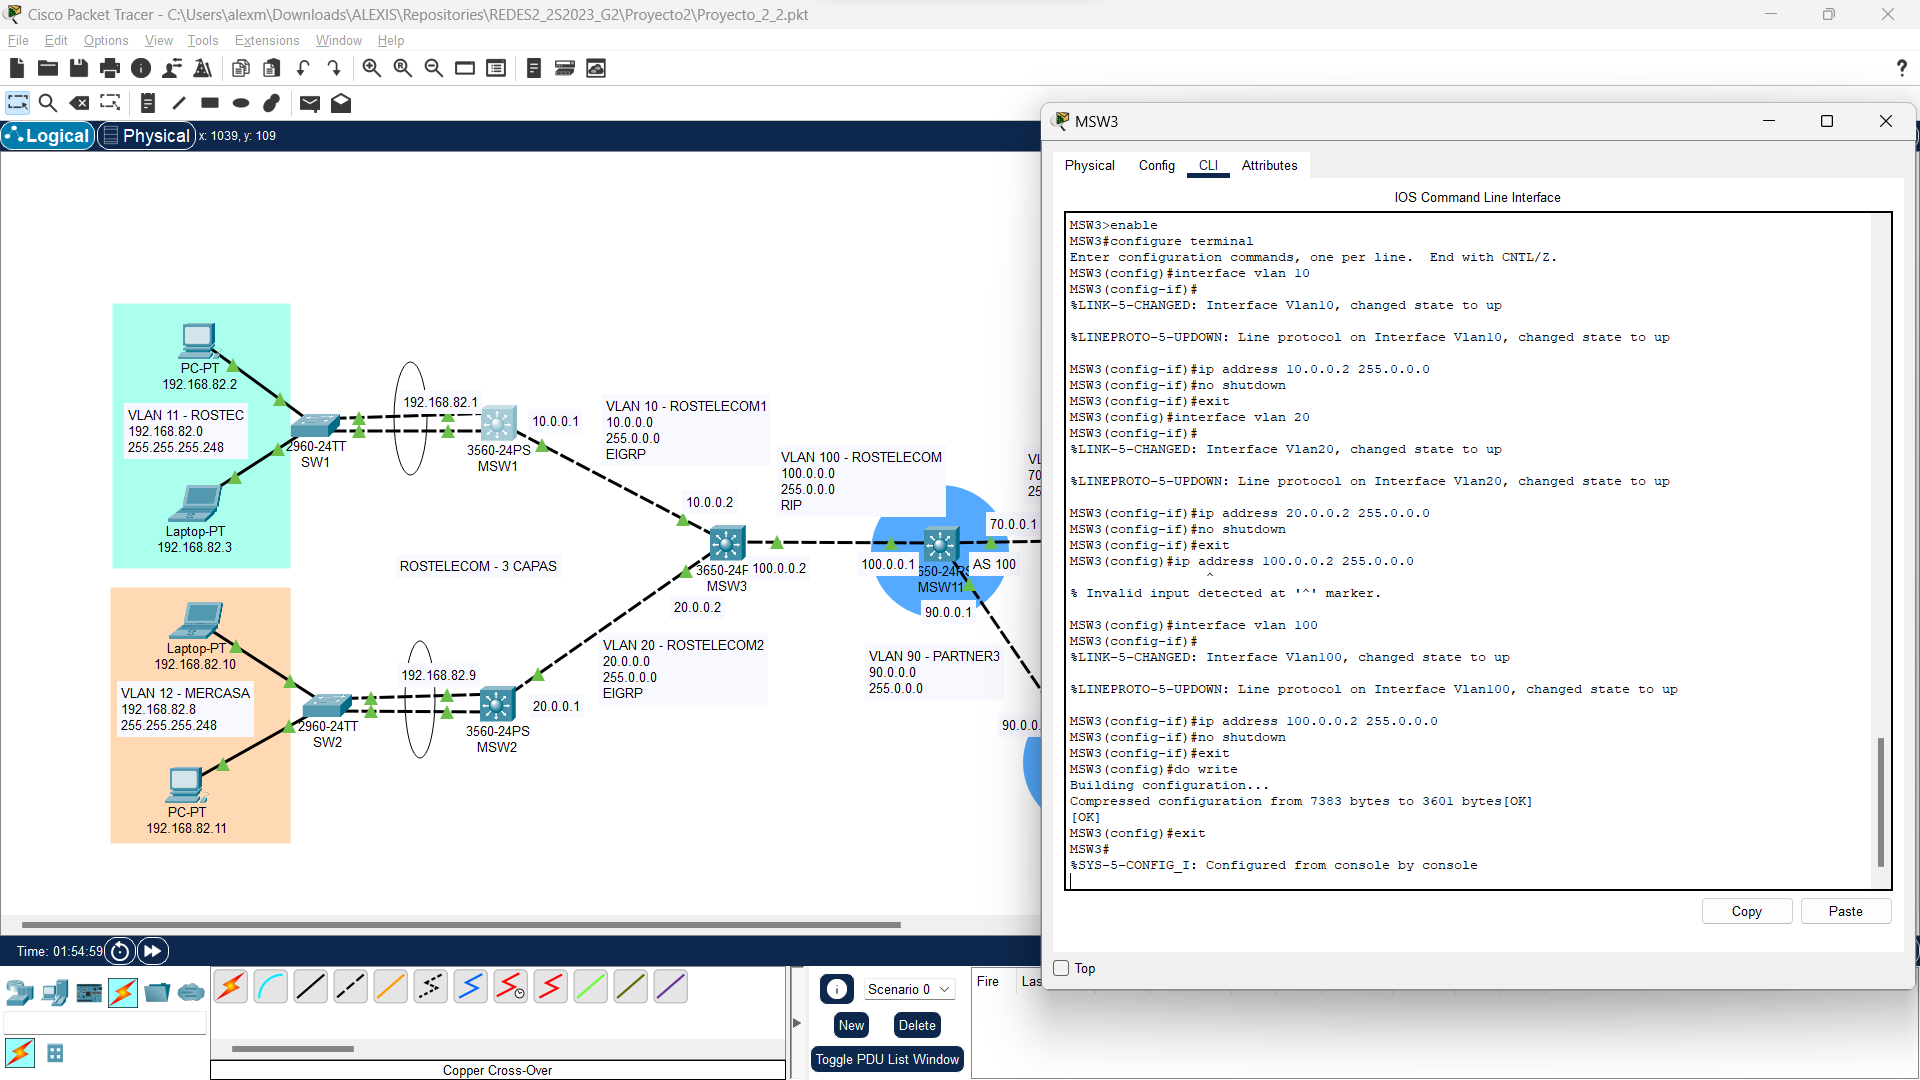 Cisco Packet Tracer - C:\Users\alexm\Downloads\ALEXIS\Repositories\REDES2_2S2023_G2\Proyecto2\Proyecto_2_2.pkt
File Edit Options View Tools Extensions Window Help
?
Logical Physical x: 1039, y: 109
PC-PT
192.168.82.2
VLAN 11 - ROSTEC
192.168.82.0
255.255.255.248
Laptop-PT
192.168.82.3
2960-24TT
SW1
192.168.82.1
3560-24PS
MSW1
10.0.0.1
VLAN 10 - ROSTELECOM1
10.0.0.0
255.0.0.0
EIGRP
10.0.0.2
VLAN 100 - ROSTELECOM
100.0.0.0
255.0.0.0
RIP
ROSTELECOM - 3 CAPAS
3650-24P
MSW3
100.0.0.2
20.0.0.2
100.0.0.1
650-24PS
MSW11
AS 100
70.0.0.1
90.0.0.1
VL
70
25
VLAN 20 - ROSTELECOM2
20.0.0.0
255.0.0.0
EIGRP
VLAN 90 - PARTNER3
90.0.0.0
255.0.0.0
90.0.0.
Laptop-PT
192.168.82.10
VLAN 12 - MERCASA
192.168.82.8
255.255.255.248
PC-PT
192.168.82.11
2960-24TT
SW2
192.168.82.9
3560-24PS
MSW2
20.0.0.1
MSW3
Physical Config CLI Attributes
IOS Command Line Interface
MSW3>enable
MSW3#configure terminal
Enter configuration commands, one per line.  End with CNTL/Z.
MSW3(config)#interface vlan 10
MSW3(config-if)#
%LINK-5-CHANGED: Interface Vlan10, changed state to up
%LINEPROTO-5-UPDOWN: Line protocol on Interface Vlan10, changed state to up
MSW3(config-if)#ip address 10.0.0.2 255.0.0.0
MSW3(config-if)#no shutdown
MSW3(config-if)#exit
MSW3(config)#interface vlan 20
MSW3(config-if)#
%LINK-5-CHANGED: Interface Vlan20, changed state to up
%LINEPROTO-5-UPDOWN: Line protocol on Interface Vlan20, changed state to up
MSW3(config-if)#ip address 20.0.0.2 255.0.0.0
MSW3(config-if)#no shutdown
MSW3(config-if)#exit
MSW3(config)#ip address 100.0.0.2 255.0.0.0
^
% Invalid input detected at '^' marker.
MSW3(config)#interface vlan 100
MSW3(config-if)#
%LINK-5-CHANGED: Interface Vlan100, changed state to up
%LINEPROTO-5-UPDOWN: Line protocol on Interface Vlan100, changed state to up
MSW3(config-if)#ip address 100.0.0.2 255.0.0.0
MSW3(config-if)#no shutdown
MSW3(config-if)#exit
MSW3(config)#do write
Building configuration...
Compressed configuration from 7383 bytes to 3601 bytes[OK]
[OK]
MSW3(config)#exit
MSW3#
%SYS-5-CONFIG_I: Configured from console by console
Copy Paste
Top
Time: 01:54:59
Copper Cross-Over
Scenario 0
New Delete
Toggle PDU List Window
Fire Las